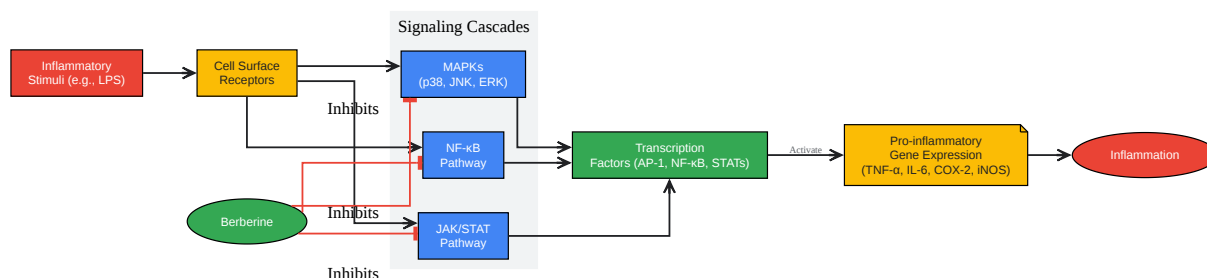 Signaling Cascades
Inflammatory
Stimuli (e.g., LPS)
Cell Surface
Receptors
MAPKs
(p38, JNK, ERK)
Inhibits
NF-κB
Pathway
Transcription
Factors (AP-1, NF-κB, STATs)
Activate
Pro-inflammatory
Gene Expression
(TNF-α, IL-6, COX-2, iNOS)
Inflammation
Berberine
Inhibits
JAK/STAT
Pathway
Inhibits